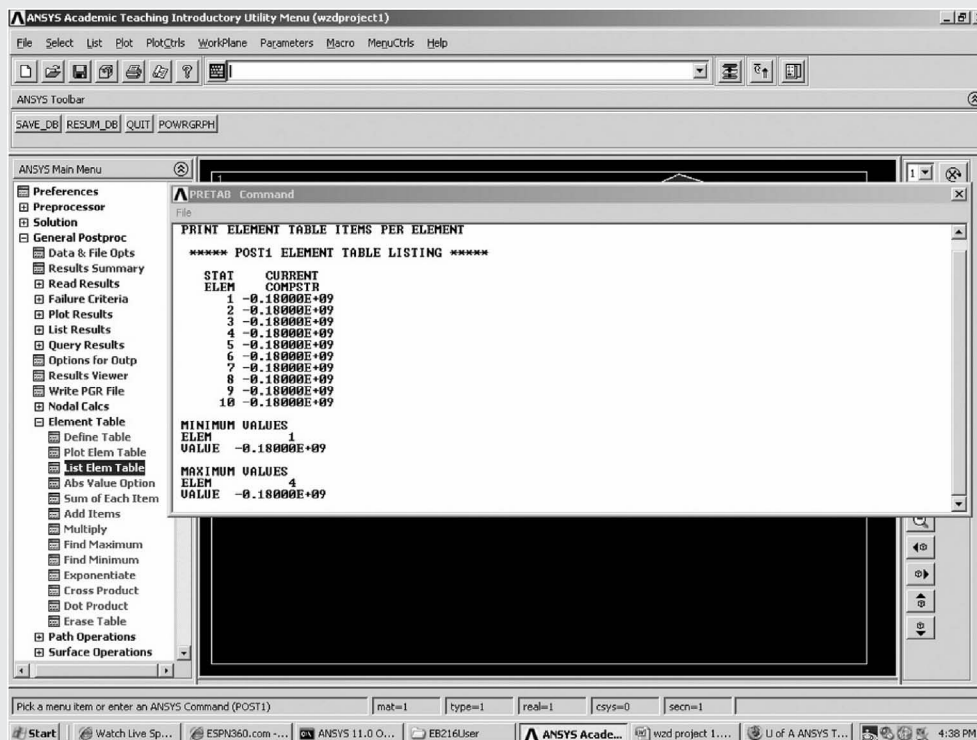 ANSYS Academic Teaching Introductory Utility Menu (wzdproject1)
File Select List Plot PlotCtrls WorkPlane Parameters Macro MenuCtrls Help
ANSYS Toolbar
SAVE_DB RESUM_DB QUIT POWRGRPH
ANSYS Main Menu
Preferences
Preprocessor
Solution
General Postproc
Data & File Opts
Results Summary
Read Results
Failure Criteria
Plot Results
List Results
Query Results
Options for Outp
Results Viewer
Write PGR File
Nodal Calcs
Element Table
Define Table
Plot Elem Table
List Elem Table
Abs Value Option
Sum of Each Item
Add Items
Multiply
Find Maximum
Find Minimum
Exponentiate
Cross Product
Dot Product
Erase Table
Path Operations
Surface Operations
1
1
PRETAB Command
File
PRINT ELEMENT TABLE ITEMS PER ELEMENT
***** POST1 ELEMENT TABLE LISTING *****
STAT CURRENT
ELEM COMPSTR
1 -0.18000E+09
2 -0.18000E+09
3 -0.18000E+09
4 -0.18000E+09
5 -0.18000E+09
6 -0.18000E+09
7 -0.18000E+09
8 -0.18000E+09
9 -0.18000E+09
10 -0.18000E+09
MINIMUM VALUES
ELEM 1
VALUE -0.18000E+09
MAXIMUM VALUES
ELEM 4
VALUE -0.18000E+09
Pick a menu item or enter an ANSYS Command (POST1) mat=1 type=1 real=1 csys=0 secn=1
Start Watch Live Sp... ESPN360.com -... ANSYS 11.0 O... EB216User ANSYS Acade... wzd project 1.... U of A ANSYS T... 4:38 PM